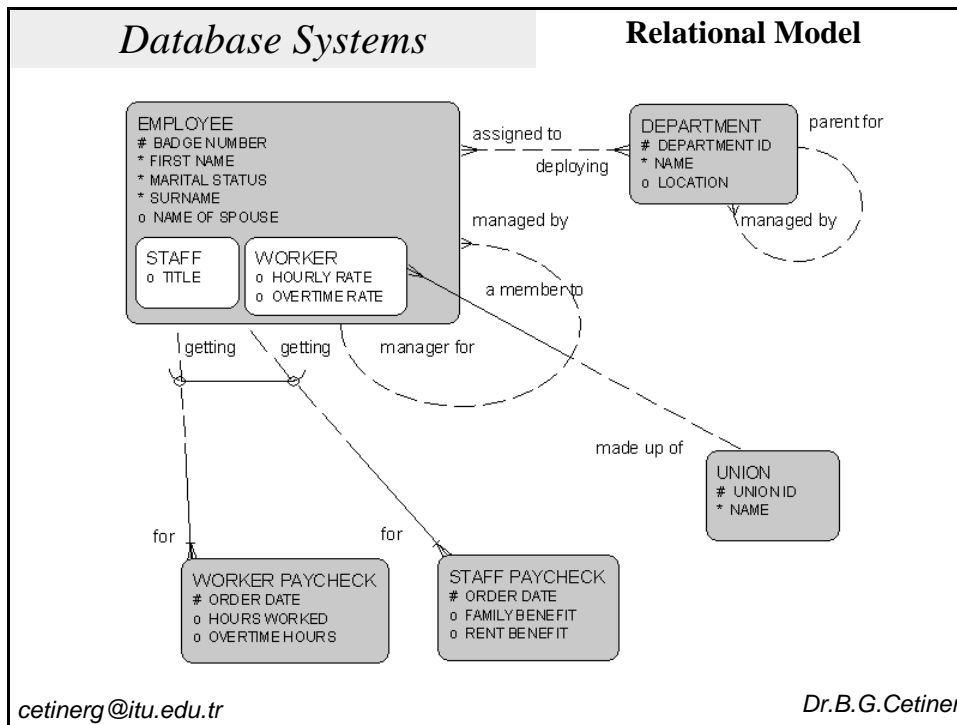 Database Systems
Relational Model
EMPLOYEE
# BADGE NUMBER
* FIRST NAME
* MARITAL STATUS
* SURNAME
o NAME OF SPOUSE
STAFF
o TITLE
WORKER
o HOURLY RATE
o OVERTIME RATE
assigned to
deploying
DEPARTMENT
# DEPARTMENT ID
* NAME
o LOCATION
parent for
managed by
managed by
a member to
manager for
getting
getting
made up of
UNION
# UNION ID
* NAME
for
for
WORKER PAYCHECK
# ORDER DATE
o HOURS WORKED
o OVERTIME HOURS
STAFF PAYCHECK
# ORDER DATE
o FAMILY BENEFIT
o RENT BENEFIT
cetinerg@itu.edu.tr
Dr.B.G.Cetiner